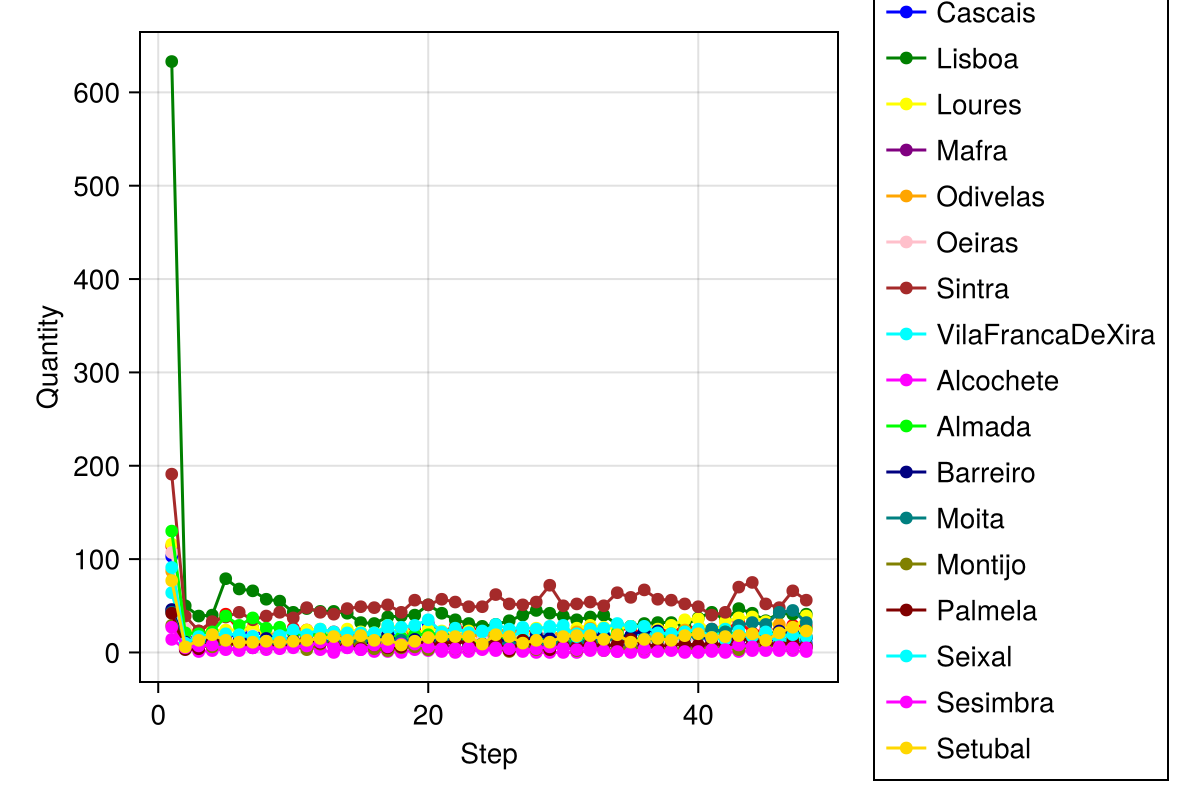 600
500
400
300
200
100
0
Quantity
0 20 40
Step
Cascais
Lisboa
Loures
Mafra
Odivelas
Oeiras
Sintra
VilaFrancaDeXira
Alcochete
Almada
Barreiro
Moita
Montijo
Palmela
Seixal
Sesimbra
Setubal